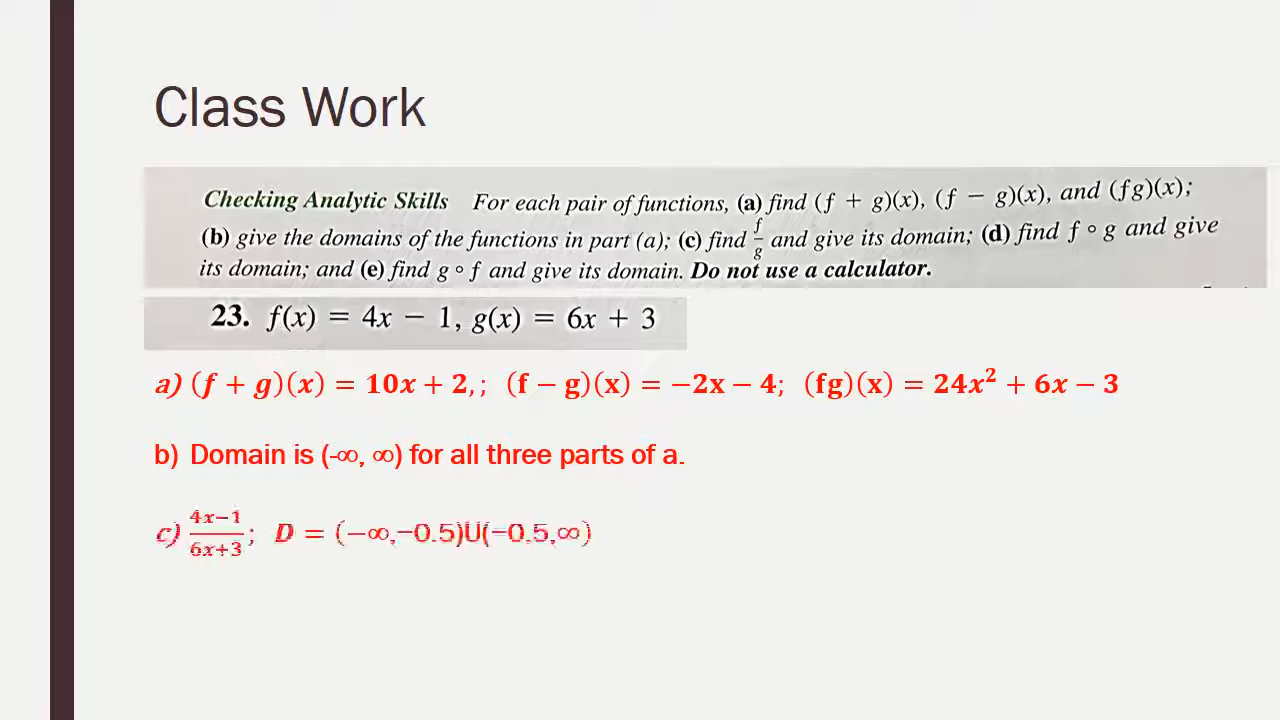 Class Work
Checking Analytic Skills For each pair of functions, (a) find (f + g)(x), (f − g)(x), and (fg)(x);
(b) give the domains of the functions in part (a); (c) find f/g and give its domain; (d) find f ∘ g and give
its domain; and (e) find g ∘ f and give its domain. Do not use a calculator.
23. f(x) = 4x − 1, g(x) = 6x + 3
a) (f + g)(x) = 10x + 2, ; (f − g)(x) = −2x − 4; (fg)(x) = 24x² + 6x − 3
b) Domain is (-∞, ∞) for all three parts of a.
c) 4x−1/6x+3; D = (−∞,−0.5)U(−0.5,∞)